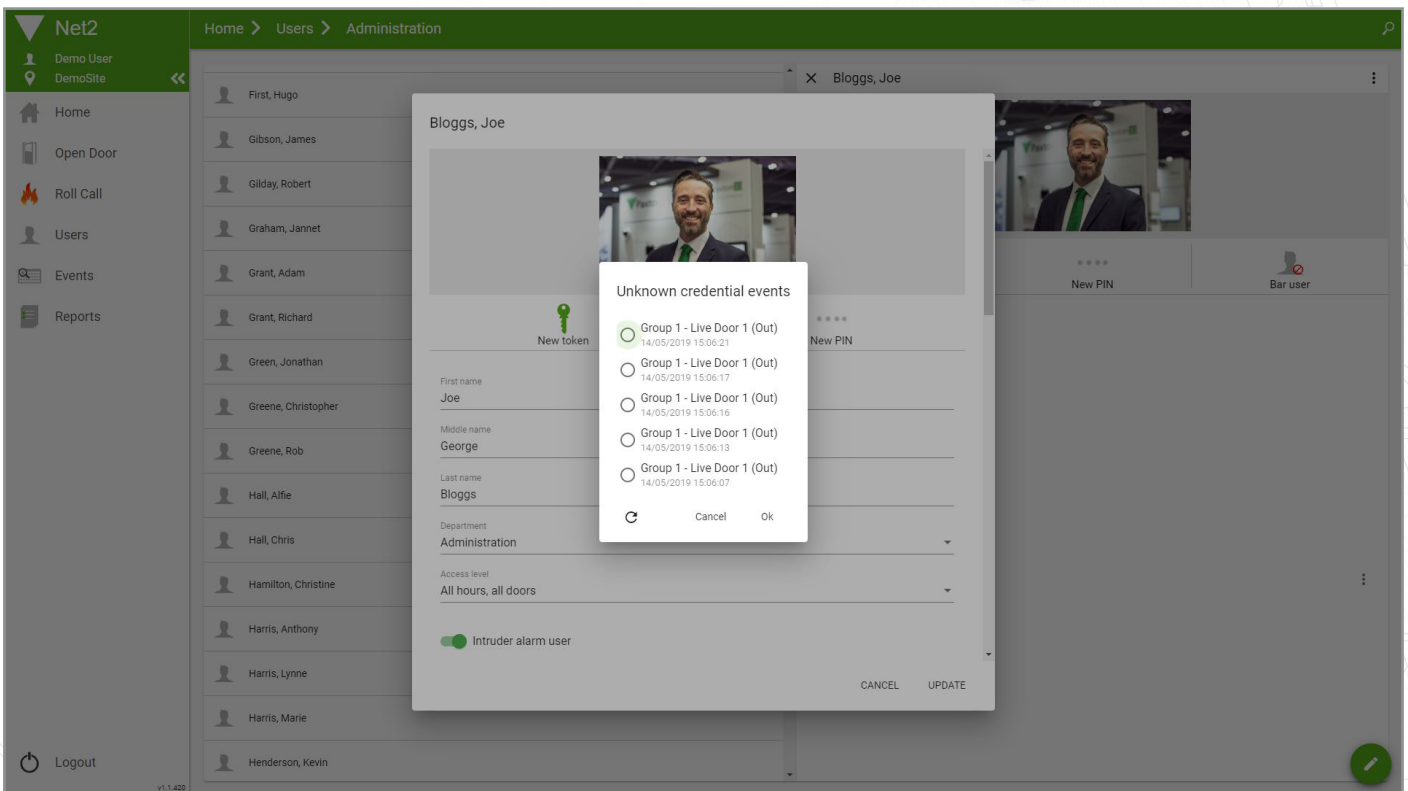 Net2
Demo User
DemoSite
Home
Open Door
Roll Call
Users
Events
Reports
Logout
v1.1.420
Home > Users > Administration
First, Hugo
Gibson, James
Gilday, Robert
Graham, Jannet
Grant, Adam
Grant, Richard
Green, Jonathan
Greene, Christopher
Greene, Rob
Hall, Alfie
Hall, Chris
Hamilton, Christine
Harris, Anthony
Harris, Lynne
Harris, Marie
Henderson, Kevin
Bloggs, Joe
New token
New PIN
First name
Joe
Middle name
George
Last name
Bloggs
Department
Administration
Access level
All hours, all doors
Intruder alarm user
CANCEL UPDATE
Unknown credential events
Group 1 - Live Door 1 (Out)
14/05/2019 15:06:21
Group 1 - Live Door 1 (Out)
14/05/2019 15:06:17
Group 1 - Live Door 1 (Out)
14/05/2019 15:06:16
Group 1 - Live Door 1 (Out)
14/05/2019 15:06:13
Group 1 - Live Door 1 (Out)
14/05/2019 15:06:07
Cancel Ok
Bloggs, Joe
New PIN
Bar user